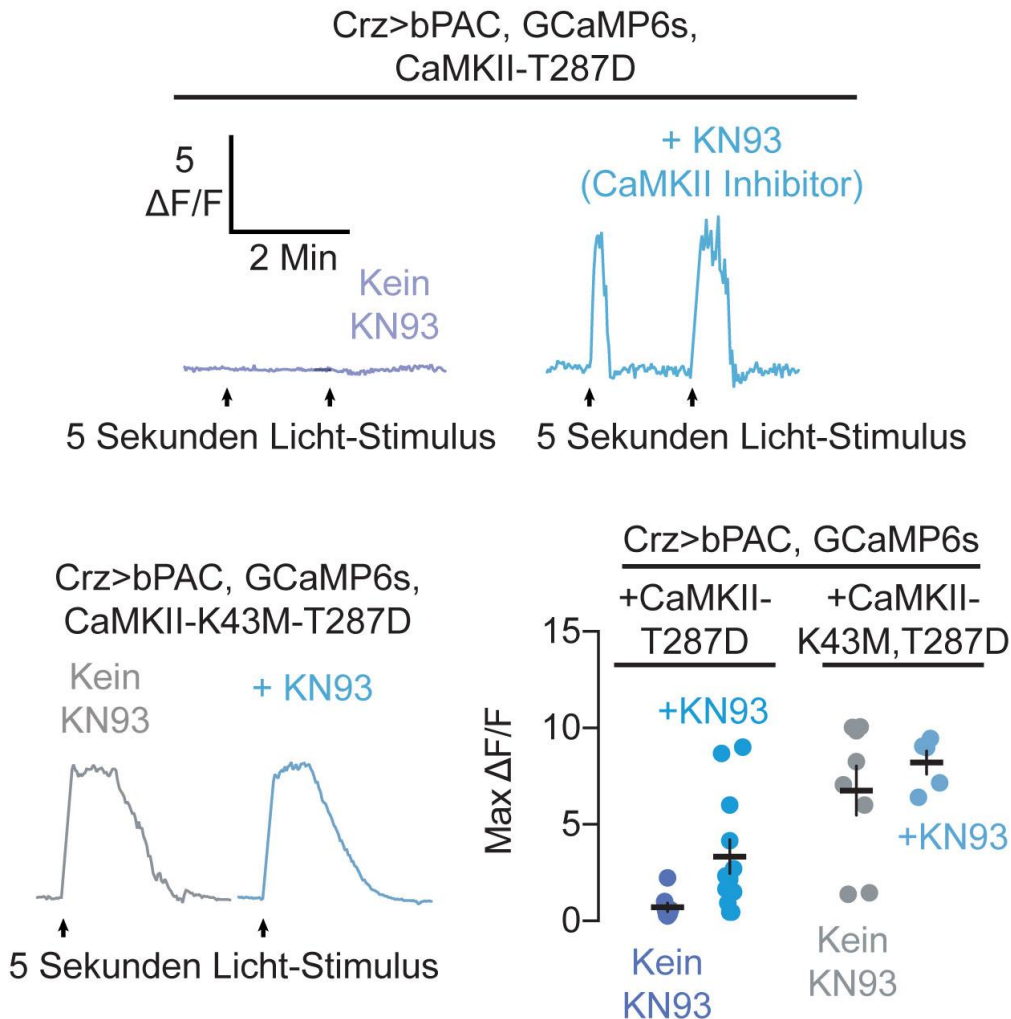 Crz>bPAC, GCaMP6s,
CaMKII-T287D
5
ΔF/F
2 Min
Kein
KN93
+ KN93
(CaMKII Inhibitor)
5 Sekunden Licht-Stimulus
5 Sekunden Licht-Stimulus
Crz>bPAC, GCaMP6s,
CaMKII-K43M-T287D
Kein
KN93
+ KN93
5 Sekunden Licht-Stimulus
Crz>bPAC, GCaMP6s
+CaMKII-
T287D
+CaMKII-
K43M,T287D
15
10
5
0
Max ΔF/F
+KN93
Kein
KN93
+KN93
Kein
KN93